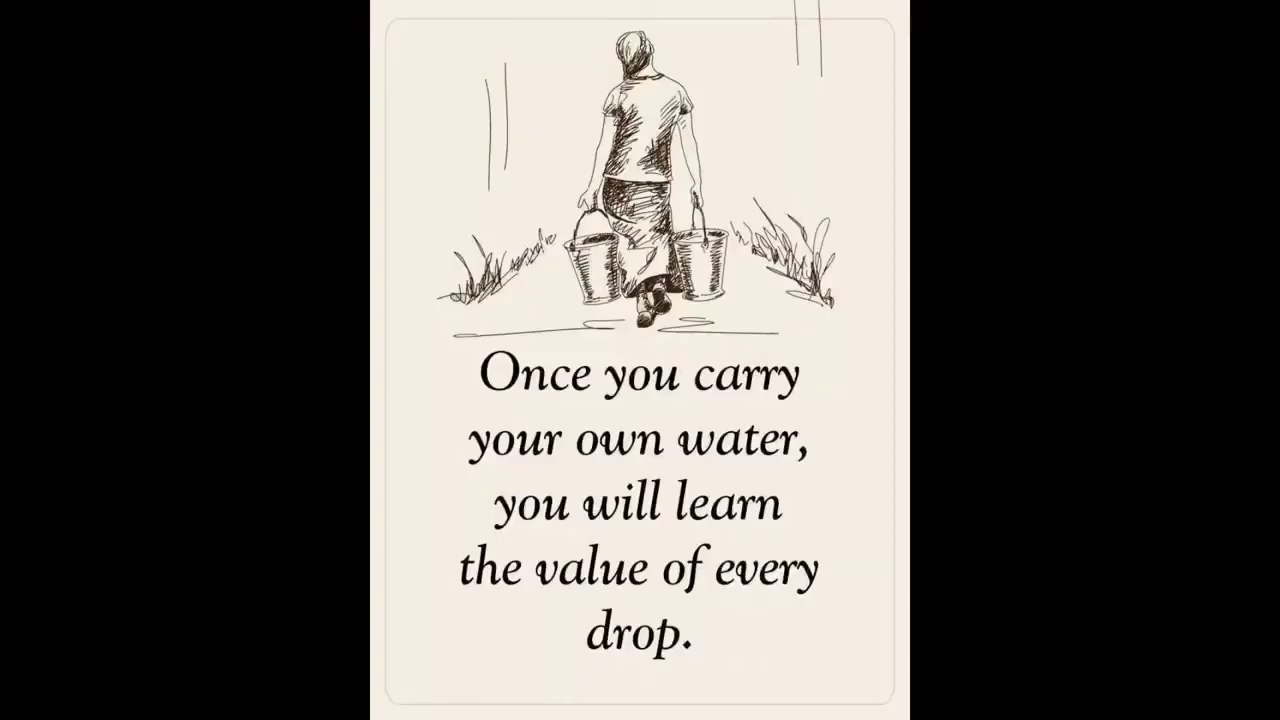 Once you carry
your own water,
you will learn
the value of every
drop.